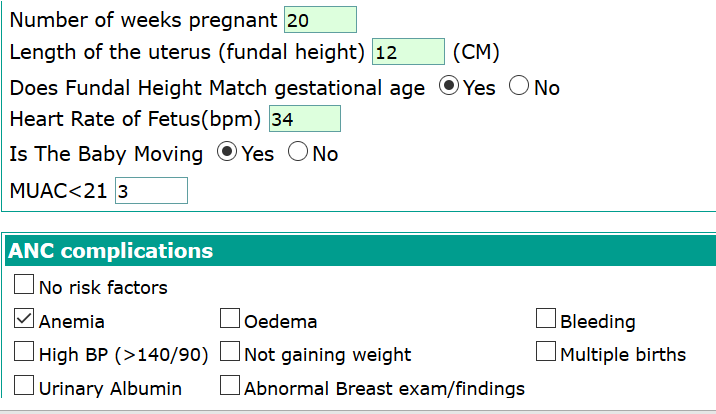 Number of weeks pregnant 20
Length of the uterus (fundal height) 12 (CM)
Does Fundal Height Match gestational age Yes No
Heart Rate of Fetus(bpm) 34
Is The Baby Moving Yes No
MUAC<21 3
ANC complications
No risk factors
Anemia Oedema Bleeding
High BP (>140/90) Not gaining weight Multiple births
Urinary Albumin Abnormal Breast exam/findings